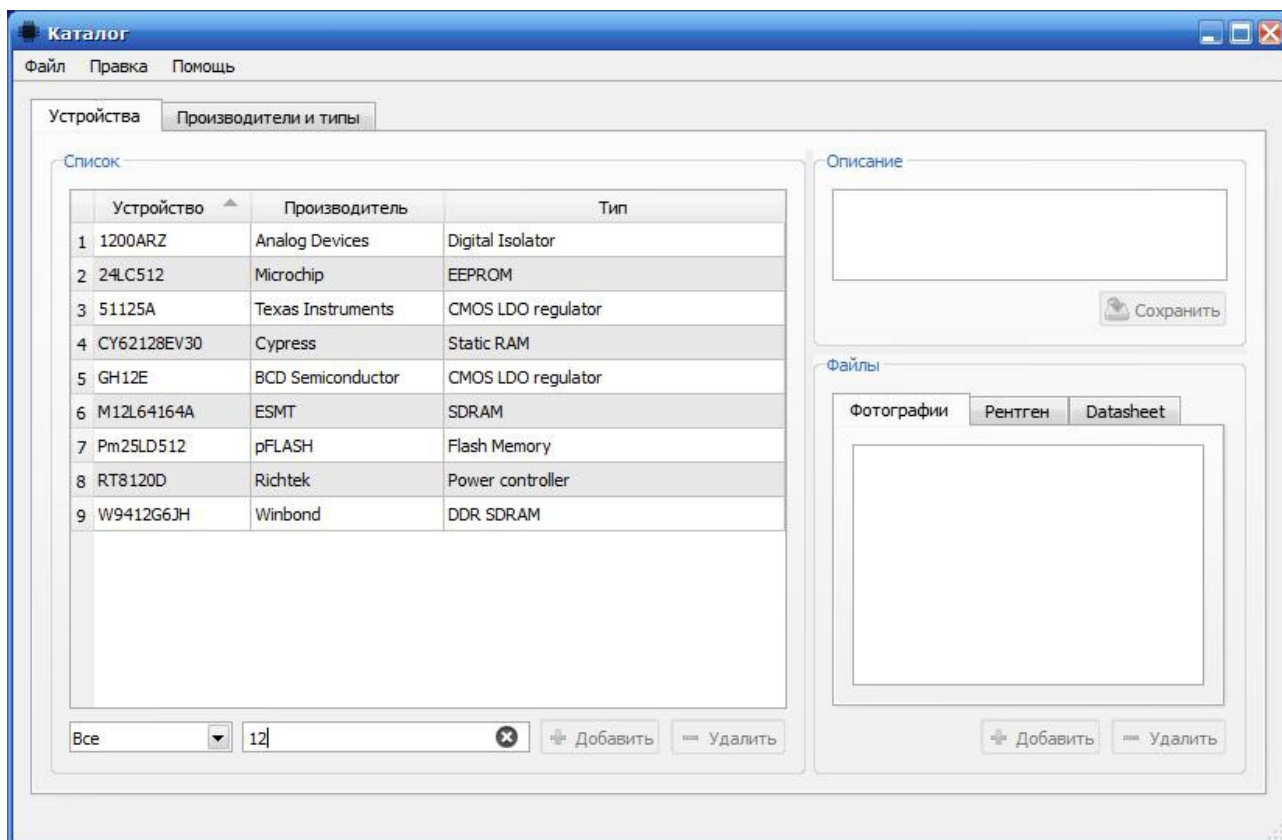 Каталог
Файл Правка Помощь
Устройства Производители и типы
Список
Устройство Производитель Тип
1 1200ARZ Analog Devices Digital Isolator
2 24LC512 Microchip EEPROM
3 51125A Texas Instruments CMOS LDO regulator
4 CY62128EV30 Cypress Static RAM
5 GH12E BCD Semiconductor CMOS LDO regulator
6 M12L64164A ESMT SDRAM
7 Pm25LD512 pFLASH Flash Memory
8 RT8120D Richtek Power controller
9 W9412G6JH Winbond DDR SDRAM
Все 12 Добавить Удалить
Описание
Сохранить
Файлы
Фотографии Рентген Datasheet
Добавить Удалить